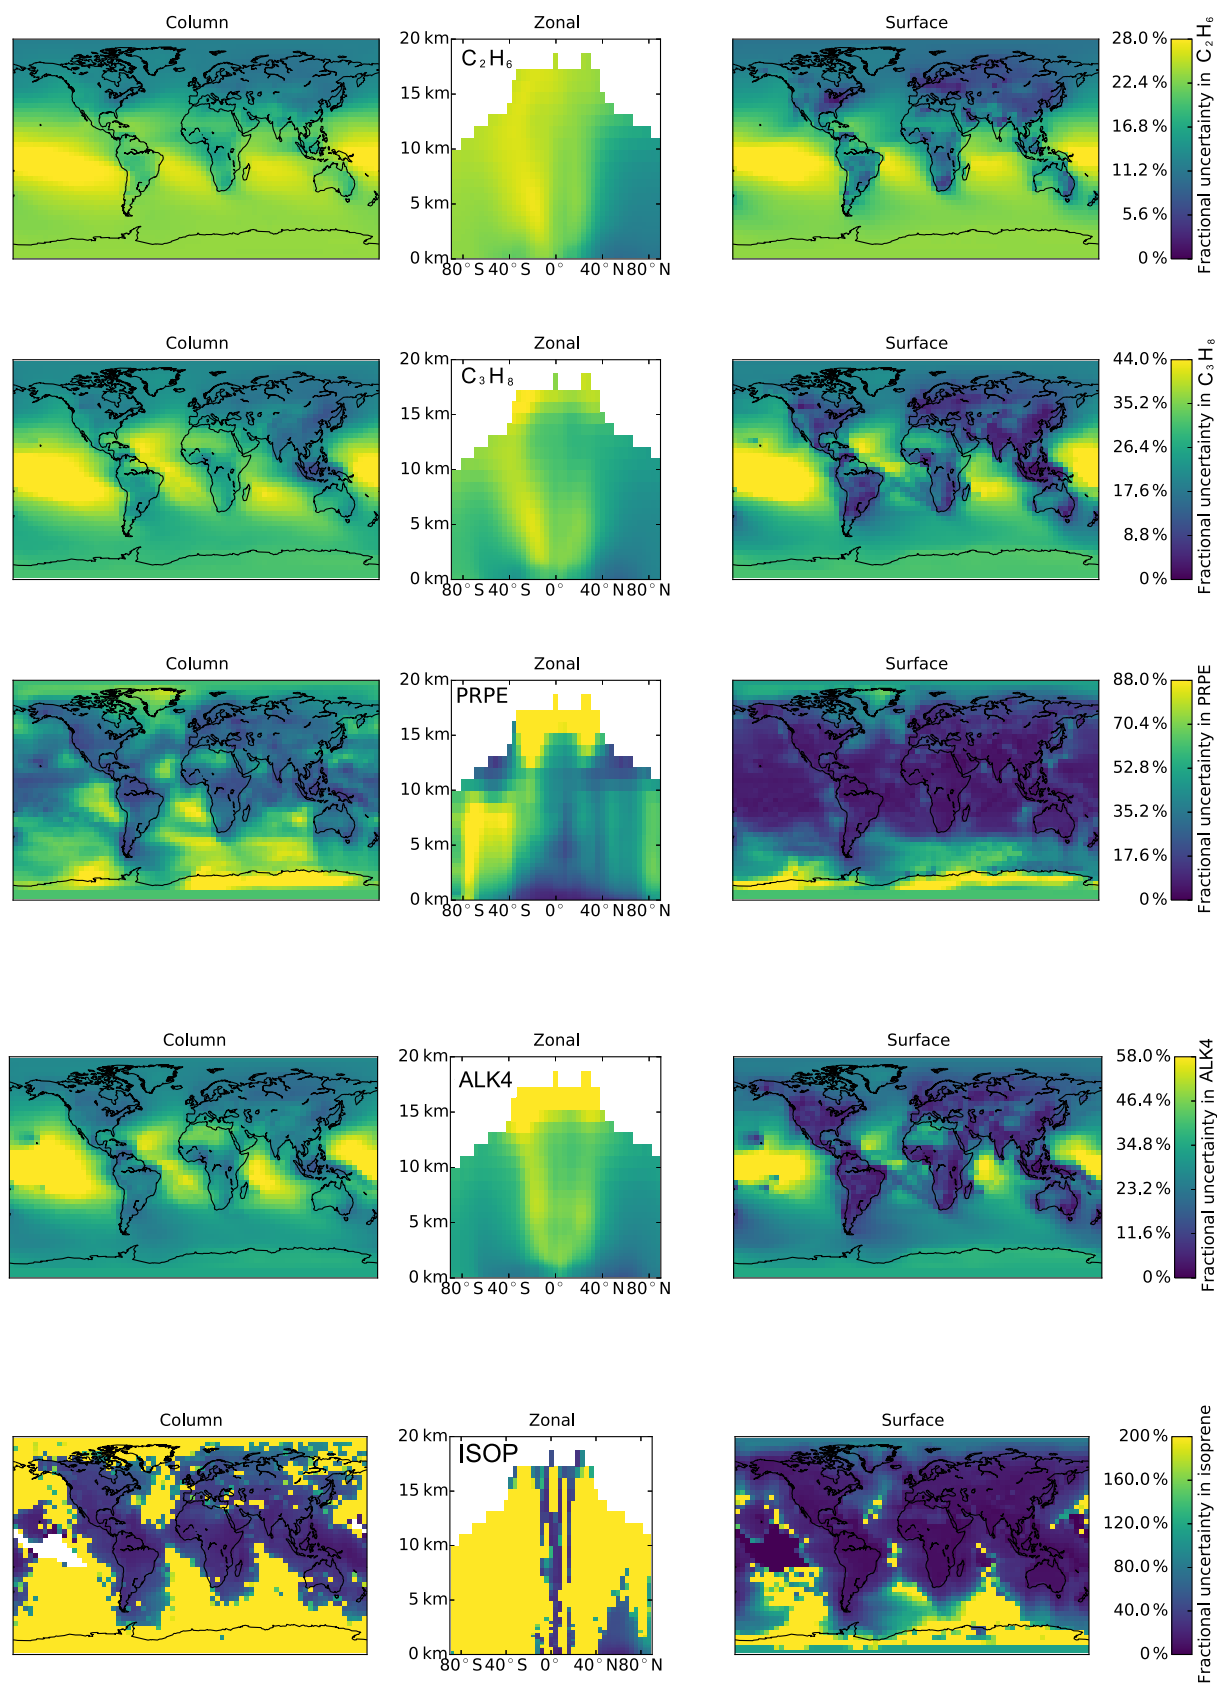 Column Zonal Surface
20 km 28.0 %
C₂H₆
15 km 22.4 %
16.8 %
10 km
11.2 %
5 km
5.6 %
0 km 0 %
80° S 40° S 0° 40° N 80° N
Fractional uncertainty in C₂H₆
Column Zonal Surface
20 km 44.0 %
C₃H₈
15 km 35.2 %
26.4 %
10 km
17.6 %
5 km
8.8 %
0 km 0 %
80° S 40° S 0° 40° N 80° N
Fractional uncertainty in C₃H₈
Column Zonal Surface
20 km 88.0 %
PRPE
15 km 70.4 %
52.8 %
10 km
35.2 %
5 km
17.6 %
0 km 0 %
80° S 40° S 0° 40° N 80° N
Fractional uncertainty in PRPE
Column Zonal Surface
20 km 58.0 %
ALK4
15 km 46.4 %
34.8 %
10 km
23.2 %
5 km
11.6 %
0 km 0 %
80° S 40° S 0° 40° N 80° N
Fractional uncertainty in ALK4
Column Zonal Surface
20 km 200 %
ISOP
15 km 160.0 %
120.0 %
10 km
80.0 %
5 km
40.0 %
0 km 0 %
80° S 40° S 0° 40° N 80° N
Fractional uncertainty in isoprene